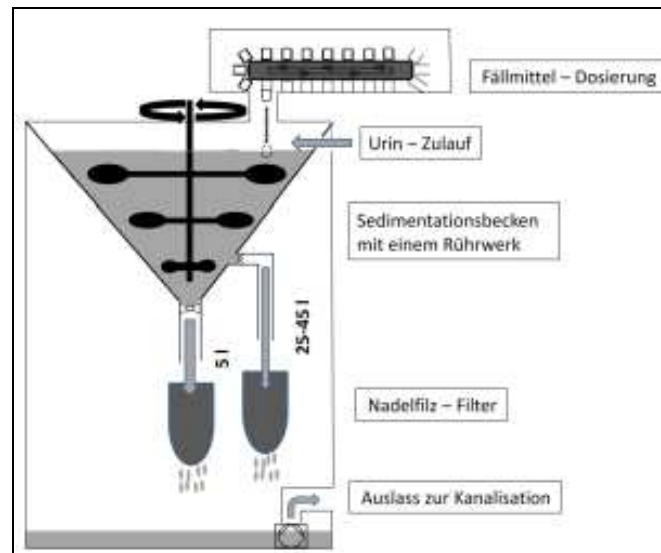 Fällmittel – Dosierung
Urin – Zulauf
Sedimentationsbecken
mit einem Rührwerk
5 l
25-45 l
Nadelfilz – Filter
Auslass zur Kanalisation